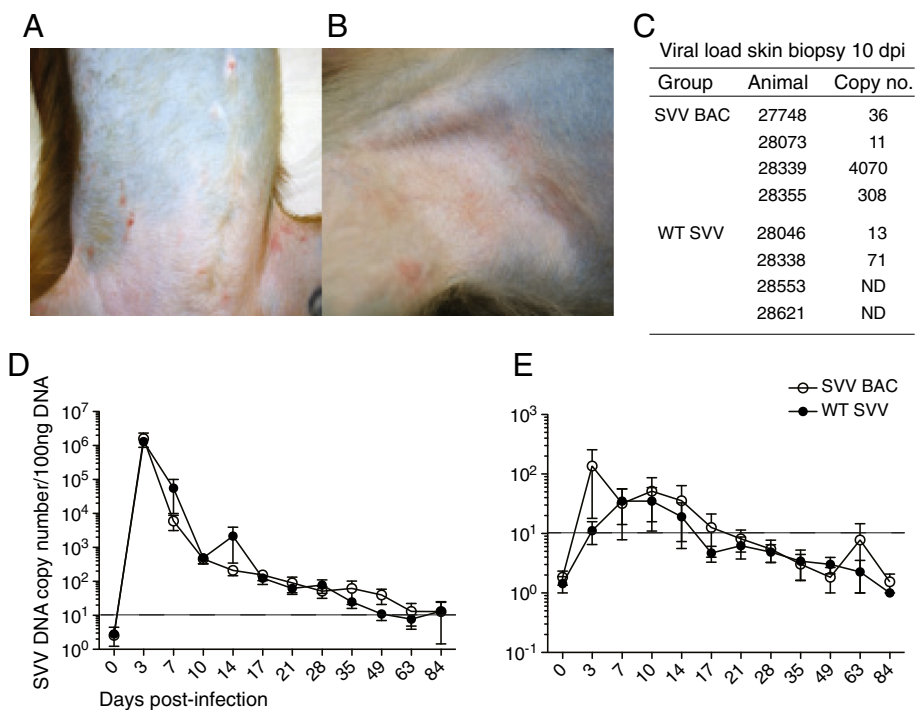 A
B
C
Viral load skin biopsy 10 dpi
Group Animal Copy no.
SVV BAC 27748 36
28073 11
28339 4070
28355 308
WT SVV 28046 13
28338 71
28553 ND
28621 ND
D
SVV DNA copy number/100ng DNA
10^7
10^6
10^5
10^4
10^3
10^2
10^1
10^0
0 3 7 10 14 17 21 28 35 49 63 84
Days post-infection
E
SVV BAC
WT SVV
10^3
10^2
10^1
10^0
10^-1
0 3 7 10 14 17 21 28 35 49 63 84